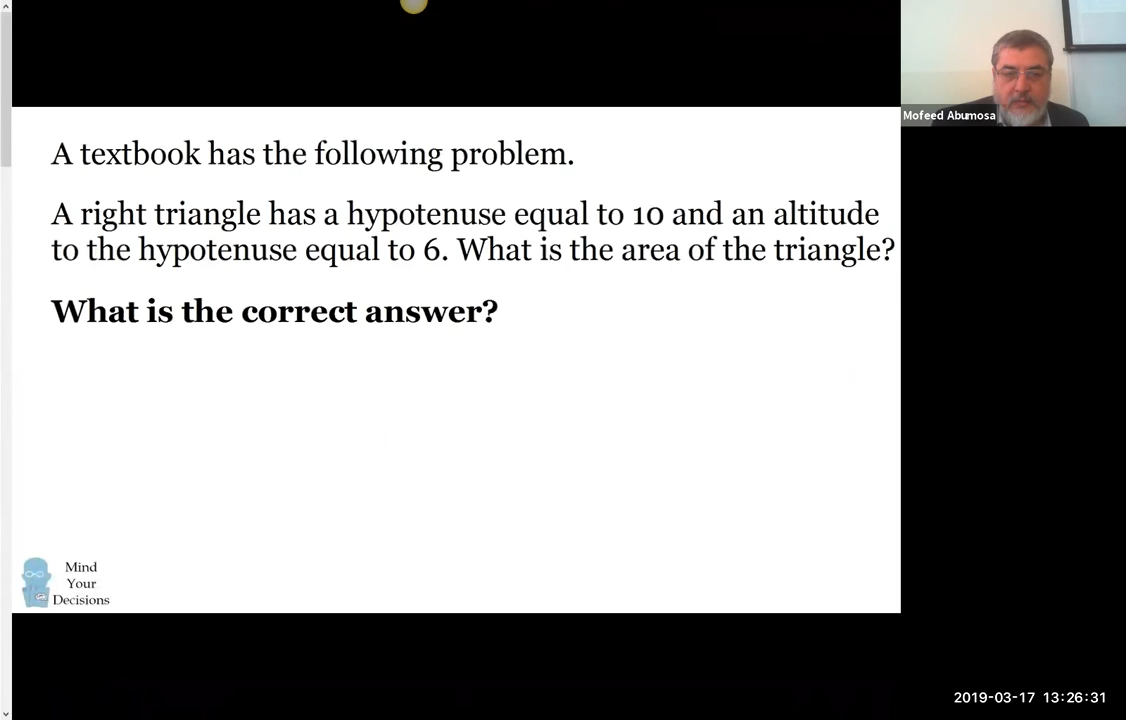 A textbook has the following problem.
A right triangle has a hypotenuse equal to 10 and an altitude
to the hypotenuse equal to 6. What is the area of the triangle?
What is the correct answer?
Mind
Your
Decisions
Mofeed Abumosa
2019-03-17 13:26:31